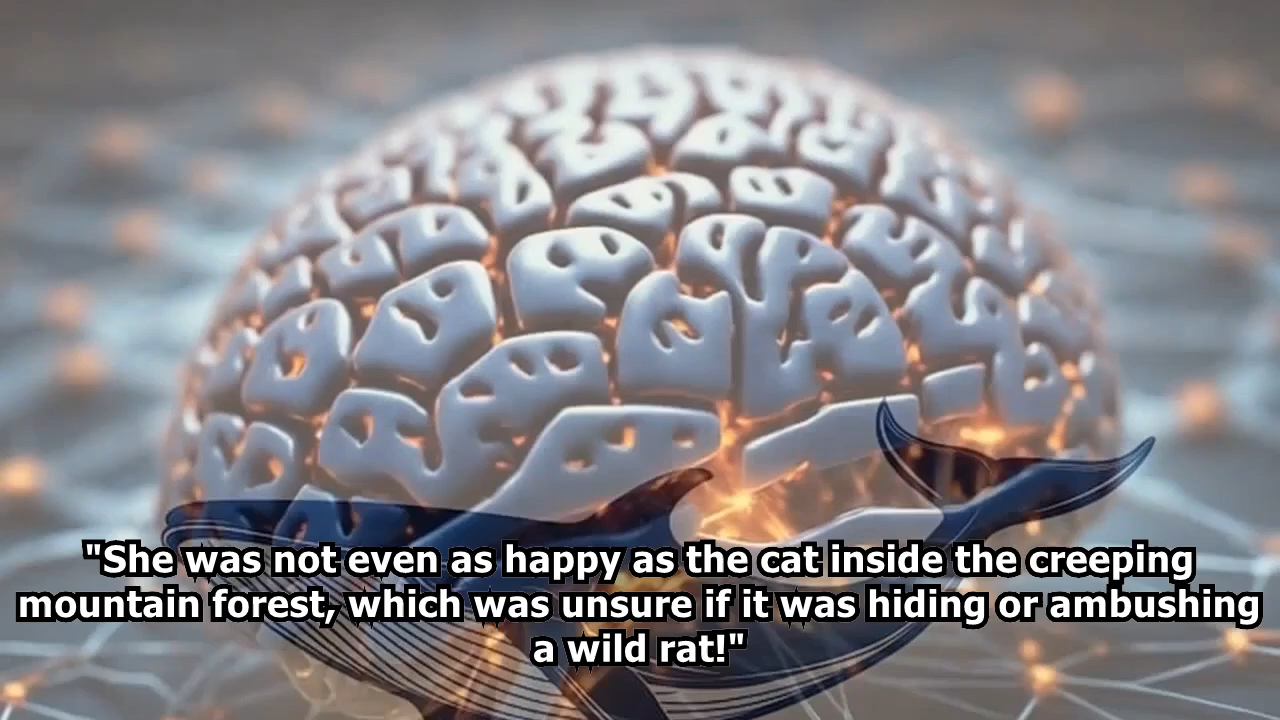 "She was not even as happy as the cat inside the creeping
mountain forest, which was unsure if it was hiding or ambushing
a wild rat!"